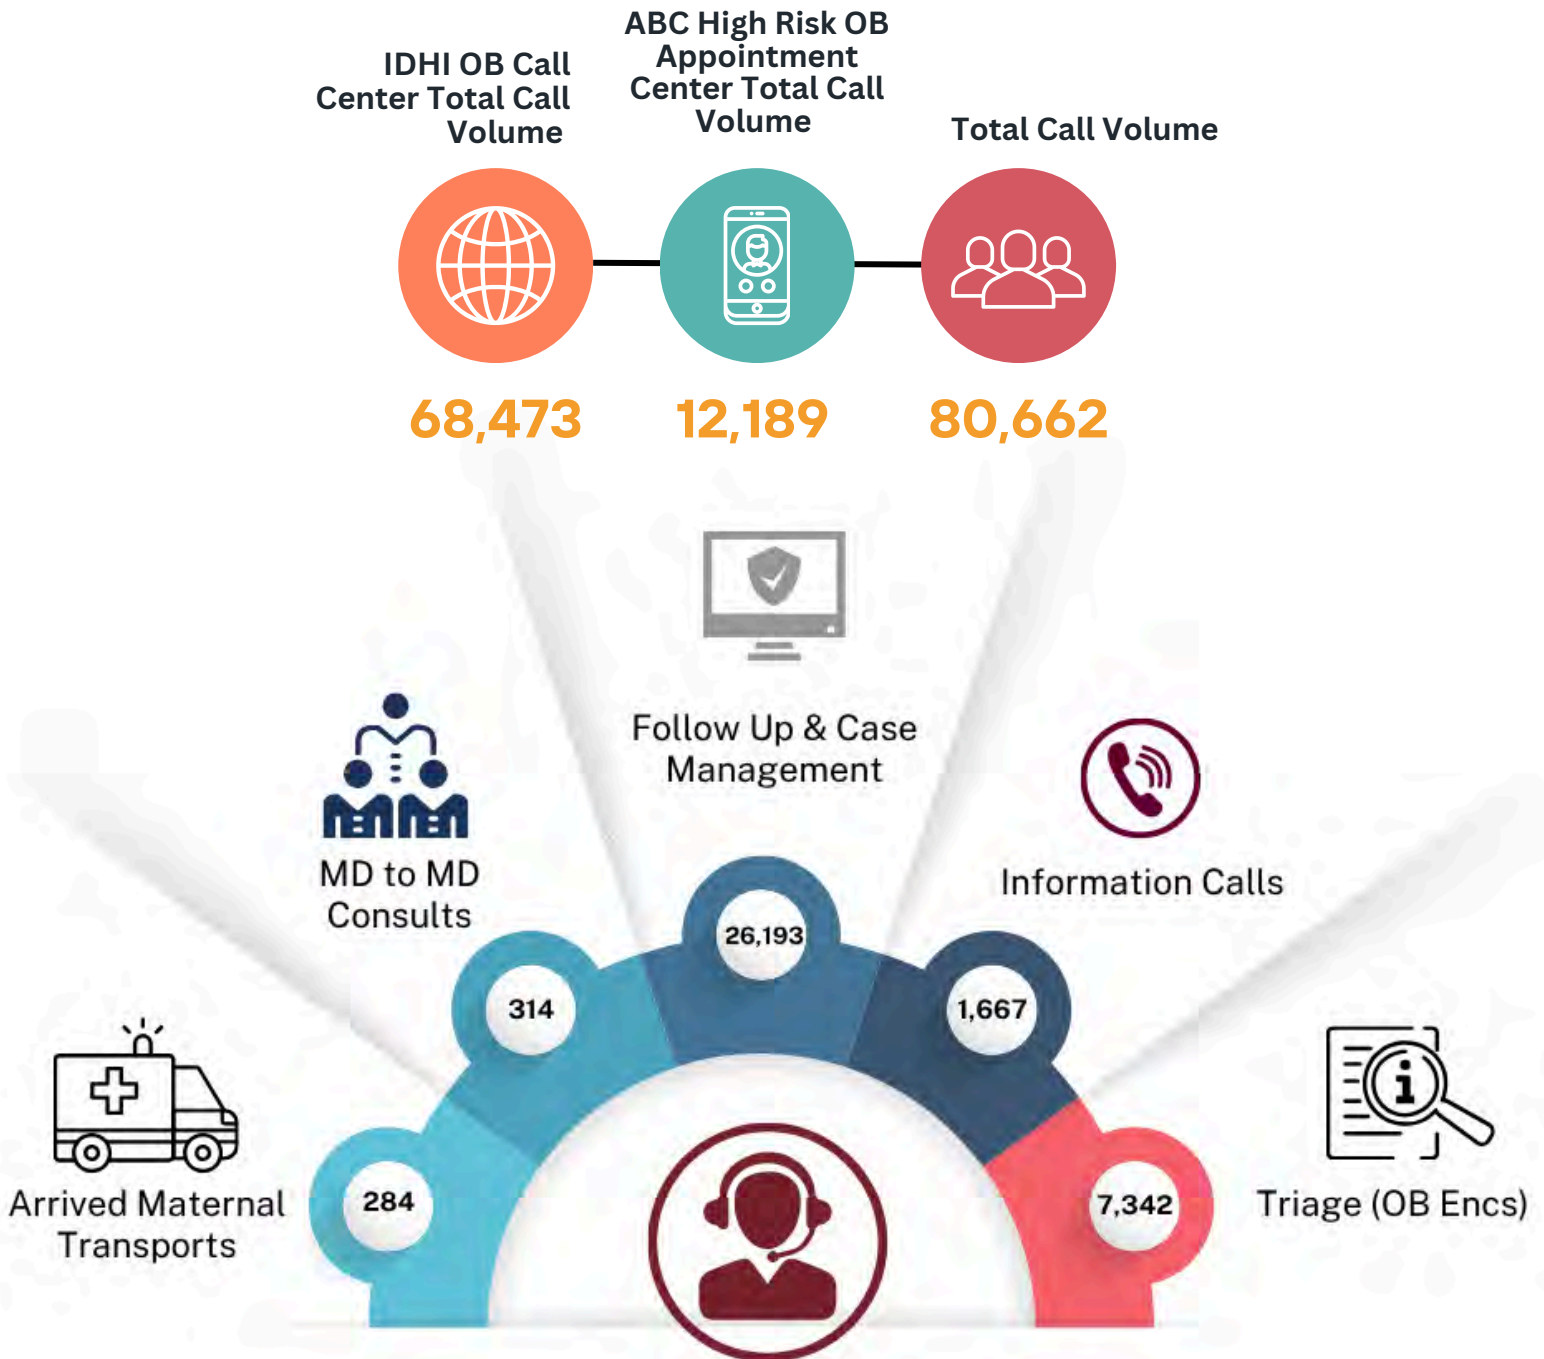 IDHI OB Call
Center Total Call
Volume
ABC High Risk OB
Appointment
Center Total Call
Volume
Total Call Volume
68,473
12,189
80,662
Follow Up & Case
Management
MD to MD
Consults
Information Calls
26,193
314
1,667
Arrived Maternal
Transports
284
7,342
Triage (OB Encs)